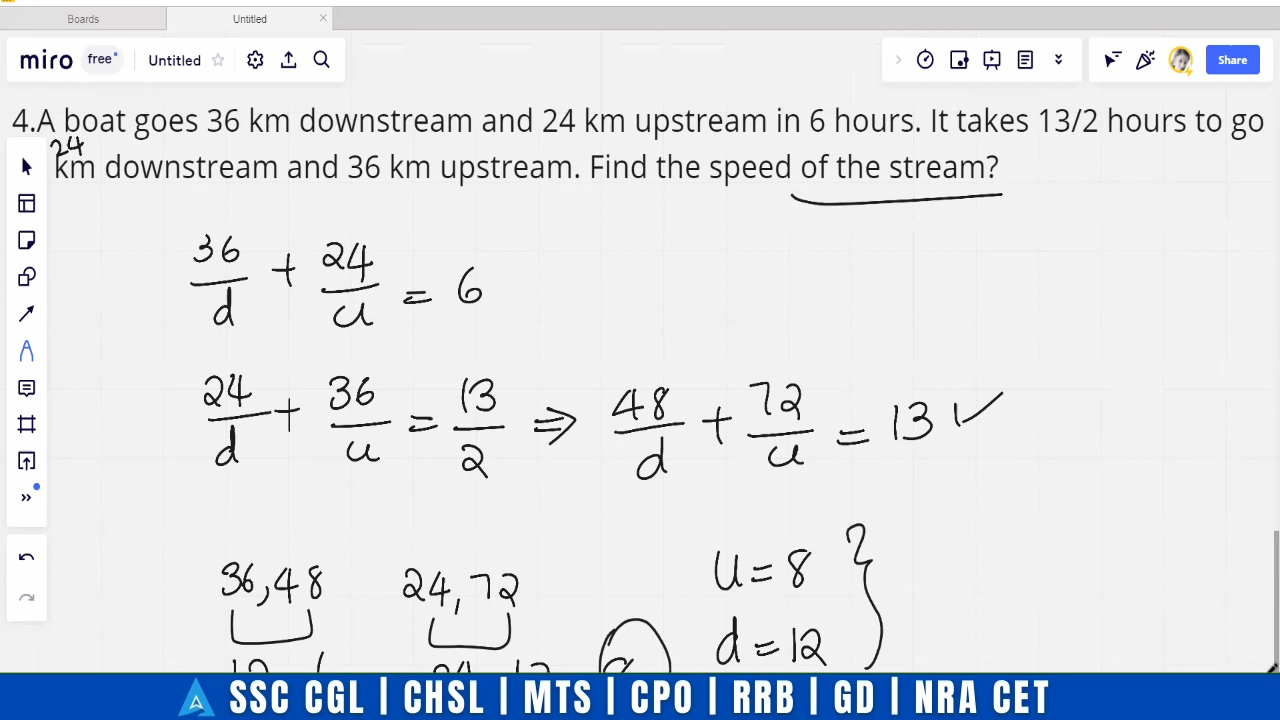 Boards
Untitled
miro free Untitled
Share
4.A boat goes 36 km downstream and 24 km upstream in 6 hours. It takes 13/2 hours to go
24
km downstream and 36 km upstream. Find the speed of the stream?
36/d + 24/u = 6
24/d + 36/u = 13/2 ⇒ 48/d + 72/u = 13 ✓
36,48 24,72 U = 8
d = 12
SSC CGL | CHSL | MTS | CPO | RRB | GD | NRA CET